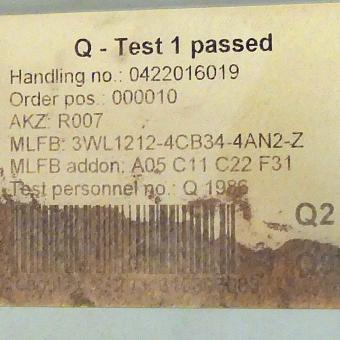 Q - Test 1 passed
Handling no.: 0422016019
Order pos.: 000010
AKZ: R007
MLFB: 3WL1212-4CB34-4AN2-Z
MLFB addon: A05 C11 C22 F31
Test personnel no.: Q 1986
Q2